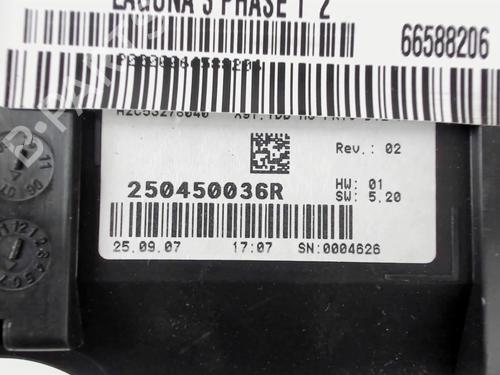 LAGUNA 3 PHASE 1 2
66588206
Rev.: 02
250450036R
HW: 01
SW: 5.20
25.09.07 17:07 SN:0004626